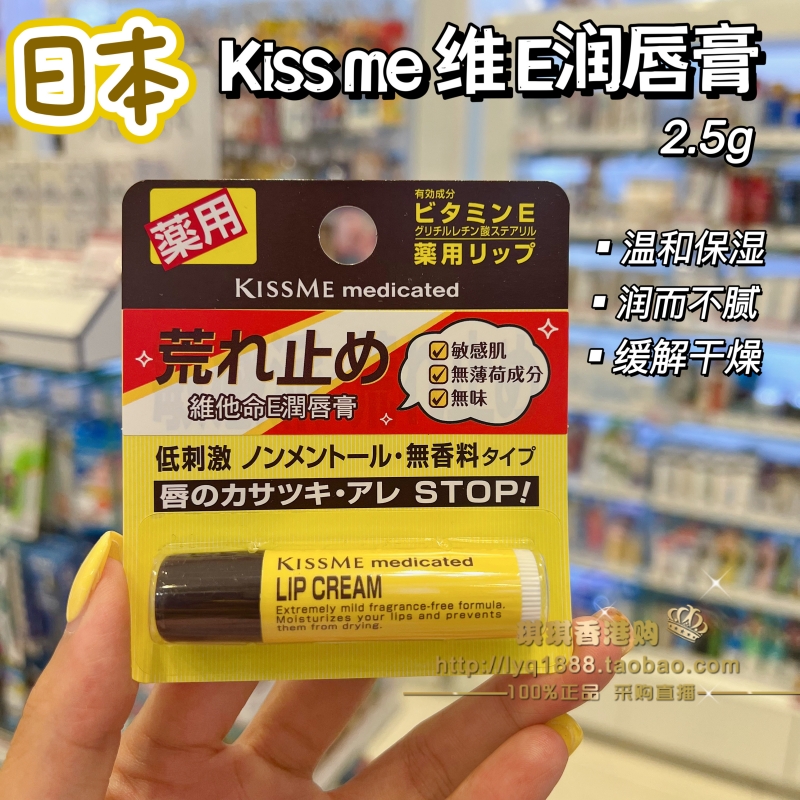 日本
Kiss me 维E润唇膏
2.5g
▪ 温和保湿
▪ 润而不腻
▪ 缓解干燥
薬用
有効成分
ビタミンE
グリチルレチン酸ステアリル
薬用リップ
KISSME medicated
荒れ止め
維他命E潤唇膏
敏感肌
無薄荷成分
無味
低刺激 ノンメントール・無香料タイプ
唇のカサツキ・アレ STOP!
KISSME medicated
LIP CREAM
Extremely mild fragrance-free formula.
Moisturizes your lips and prevents
them from drying.
琪琪香港购
http://lyq1888.taobao.com
100%正品 采购直播